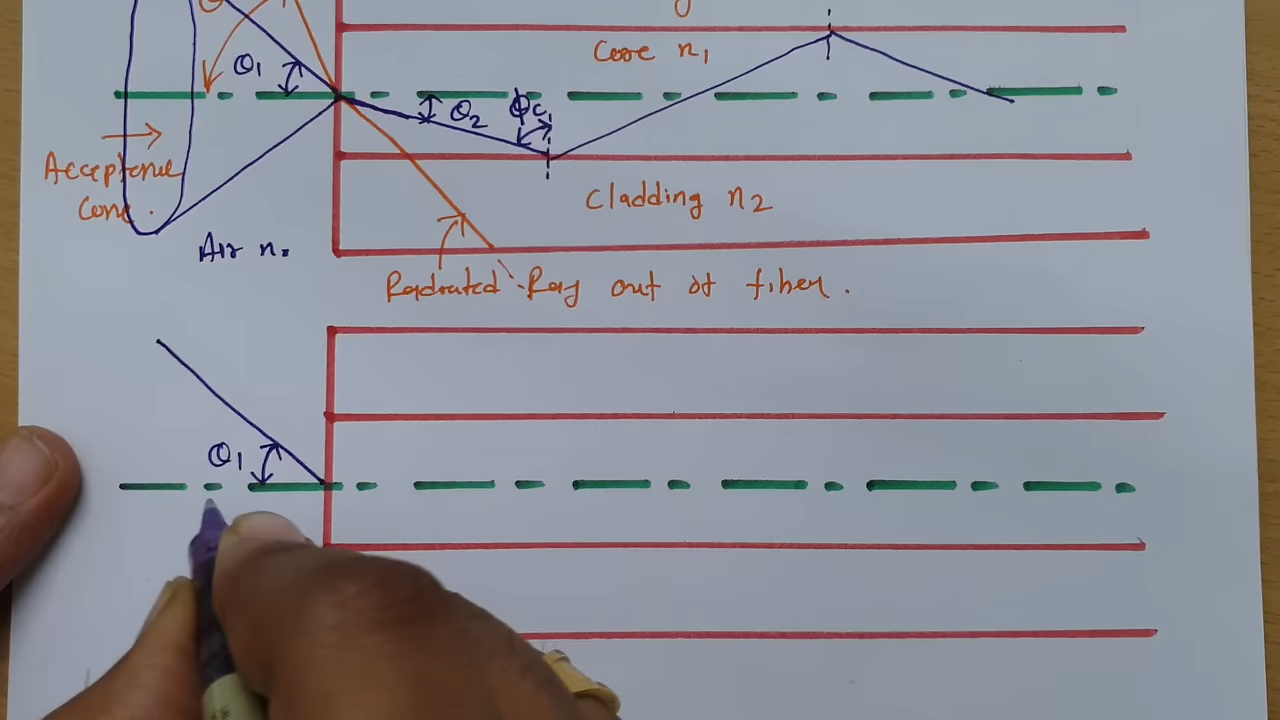 Core n₁
θ₁
θ₂
ϕc
Acceptance
Cone.
Cladding n₂
Air n₀
Radiated Ray out of fiber.
θ₁